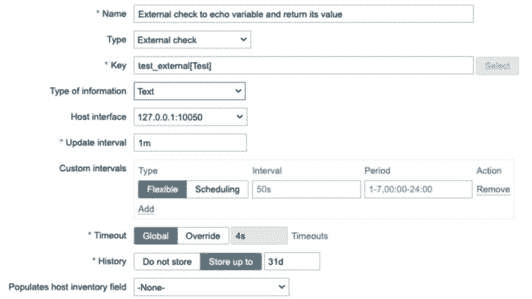 * Name External check to echo variable and return its value
Type External check
* Key test_external[Test] Select
Type of information Text
Host interface 127.0.0.1:10050
* Update interval 1m
Custom intervals Type Interval Period Action
Flexible Scheduling 50s 1-7,00:00-24:00 Remove
Add
* Timeout Global Override 4s Timeouts
* History Do not store Store up to 31d
Populates host inventory field -None-